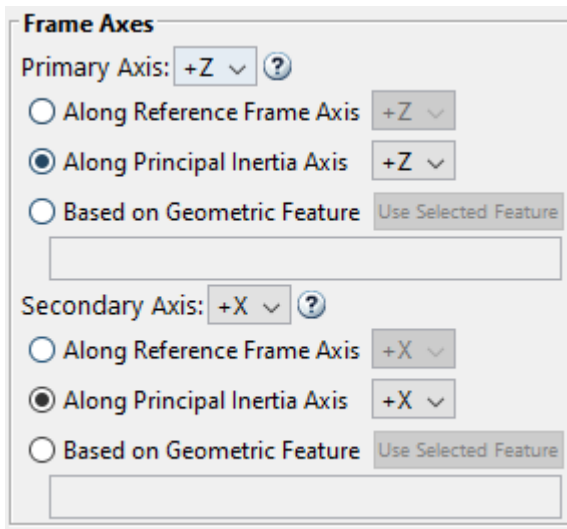 Frame Axes
Primary Axis: +Z ?
Along Reference Frame Axis +Z
Along Principal Inertia Axis +Z
Based on Geometric Feature Use Selected Feature
Secondary Axis: +X ?
Along Reference Frame Axis +X
Along Principal Inertia Axis +X
Based on Geometric Feature Use Selected Feature